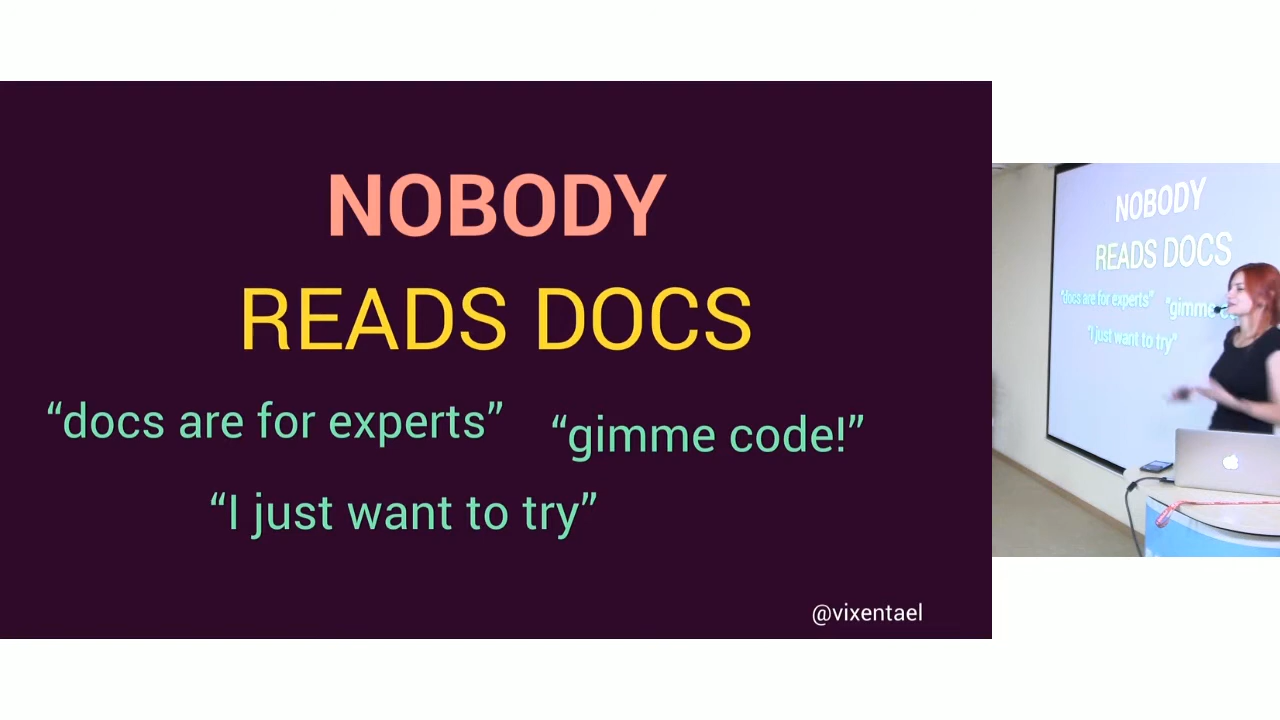 NOBODY
READS DOCS
“docs are for experts”
“gimme code!”
“I just want to try”
@vixentael
NOBODY
READS DOCS
“docs are for experts”
“gimme
“I just want to try”